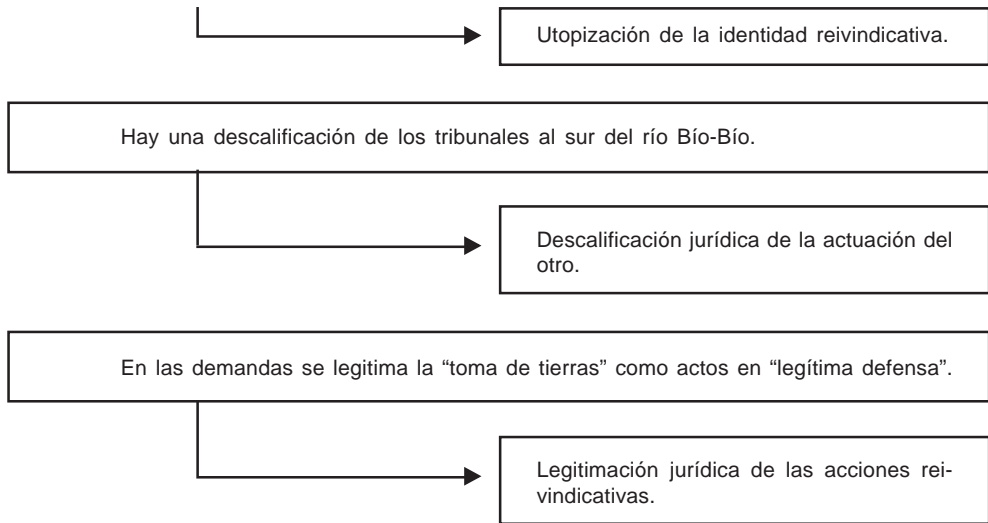 Utopización de la identidad reivindicativa.
Hay una descalificación de los tribunales al sur del río Bío-Bío.
Descalificación jurídica de la actuación del
otro.
En las demandas se legitima la “toma de tierras” como actos en “legítima defensa”.
Legitimación jurídica de las acciones rei-
vindicativas.